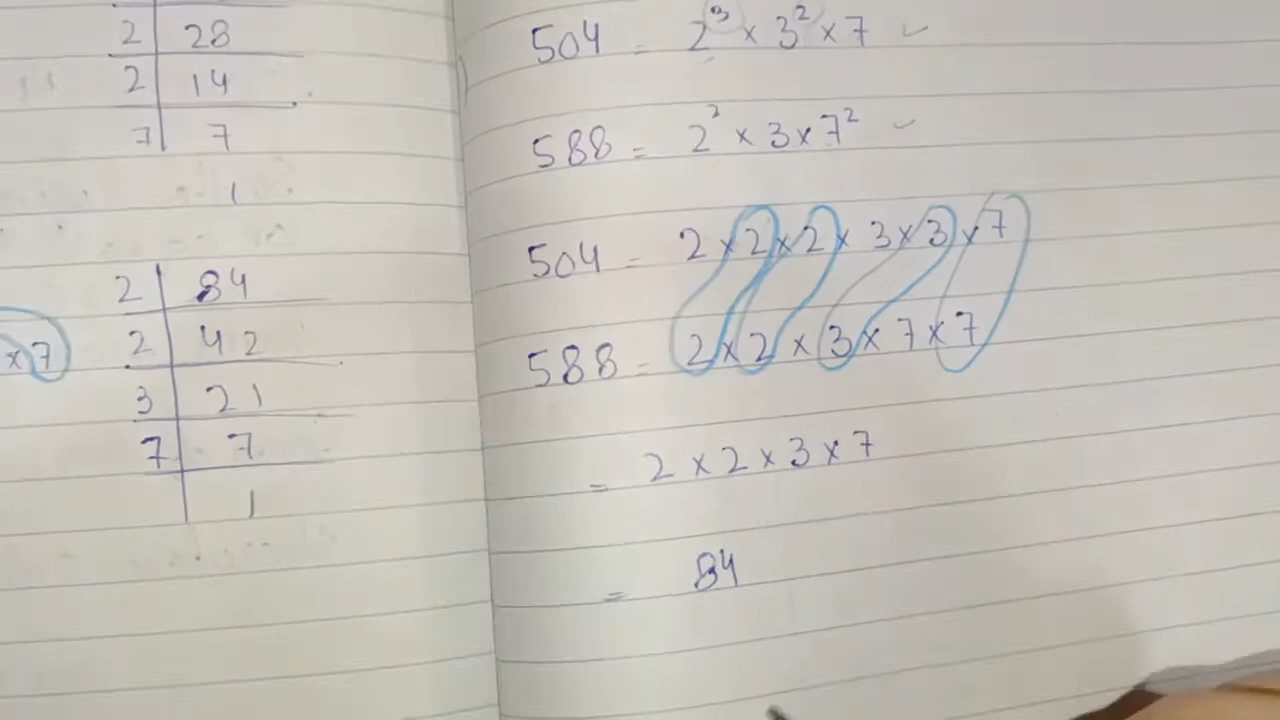 2 | 28
2 | 14
7 | 7
1
× 7
2 | 84
2 | 42
3 | 21
7 | 7
1
504 = 2³ × 3² × 7
588 = 2² × 3 × 7²
504 = 2 × 2 × 2 × 3 × 3 × 7
588 = 2 × 2 × 3 × 7 × 7
= 2 × 2 × 3 × 7
= 84